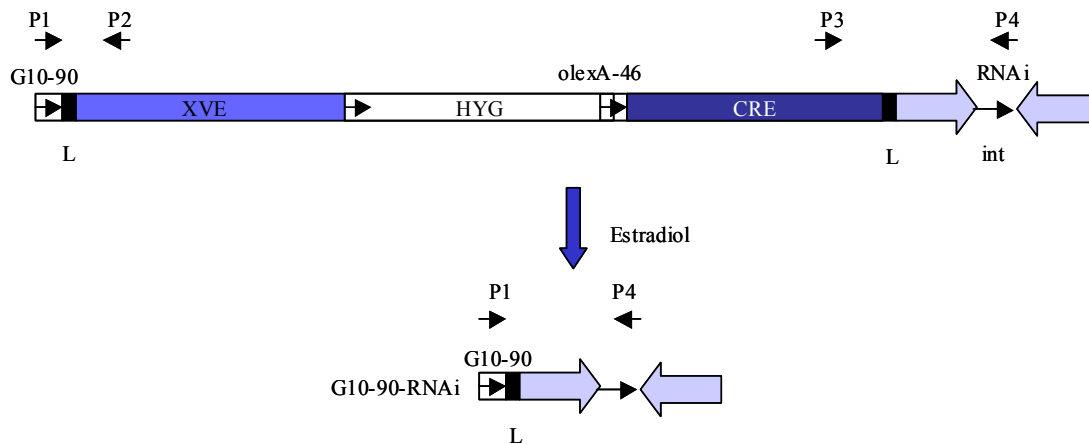 P1 P2 P3 P4
G10-90 olexA-46 RNAi
XVE HYG CRE
L L int
Estradiol
P1 P4
G10-90
G10-90-RNAi
L